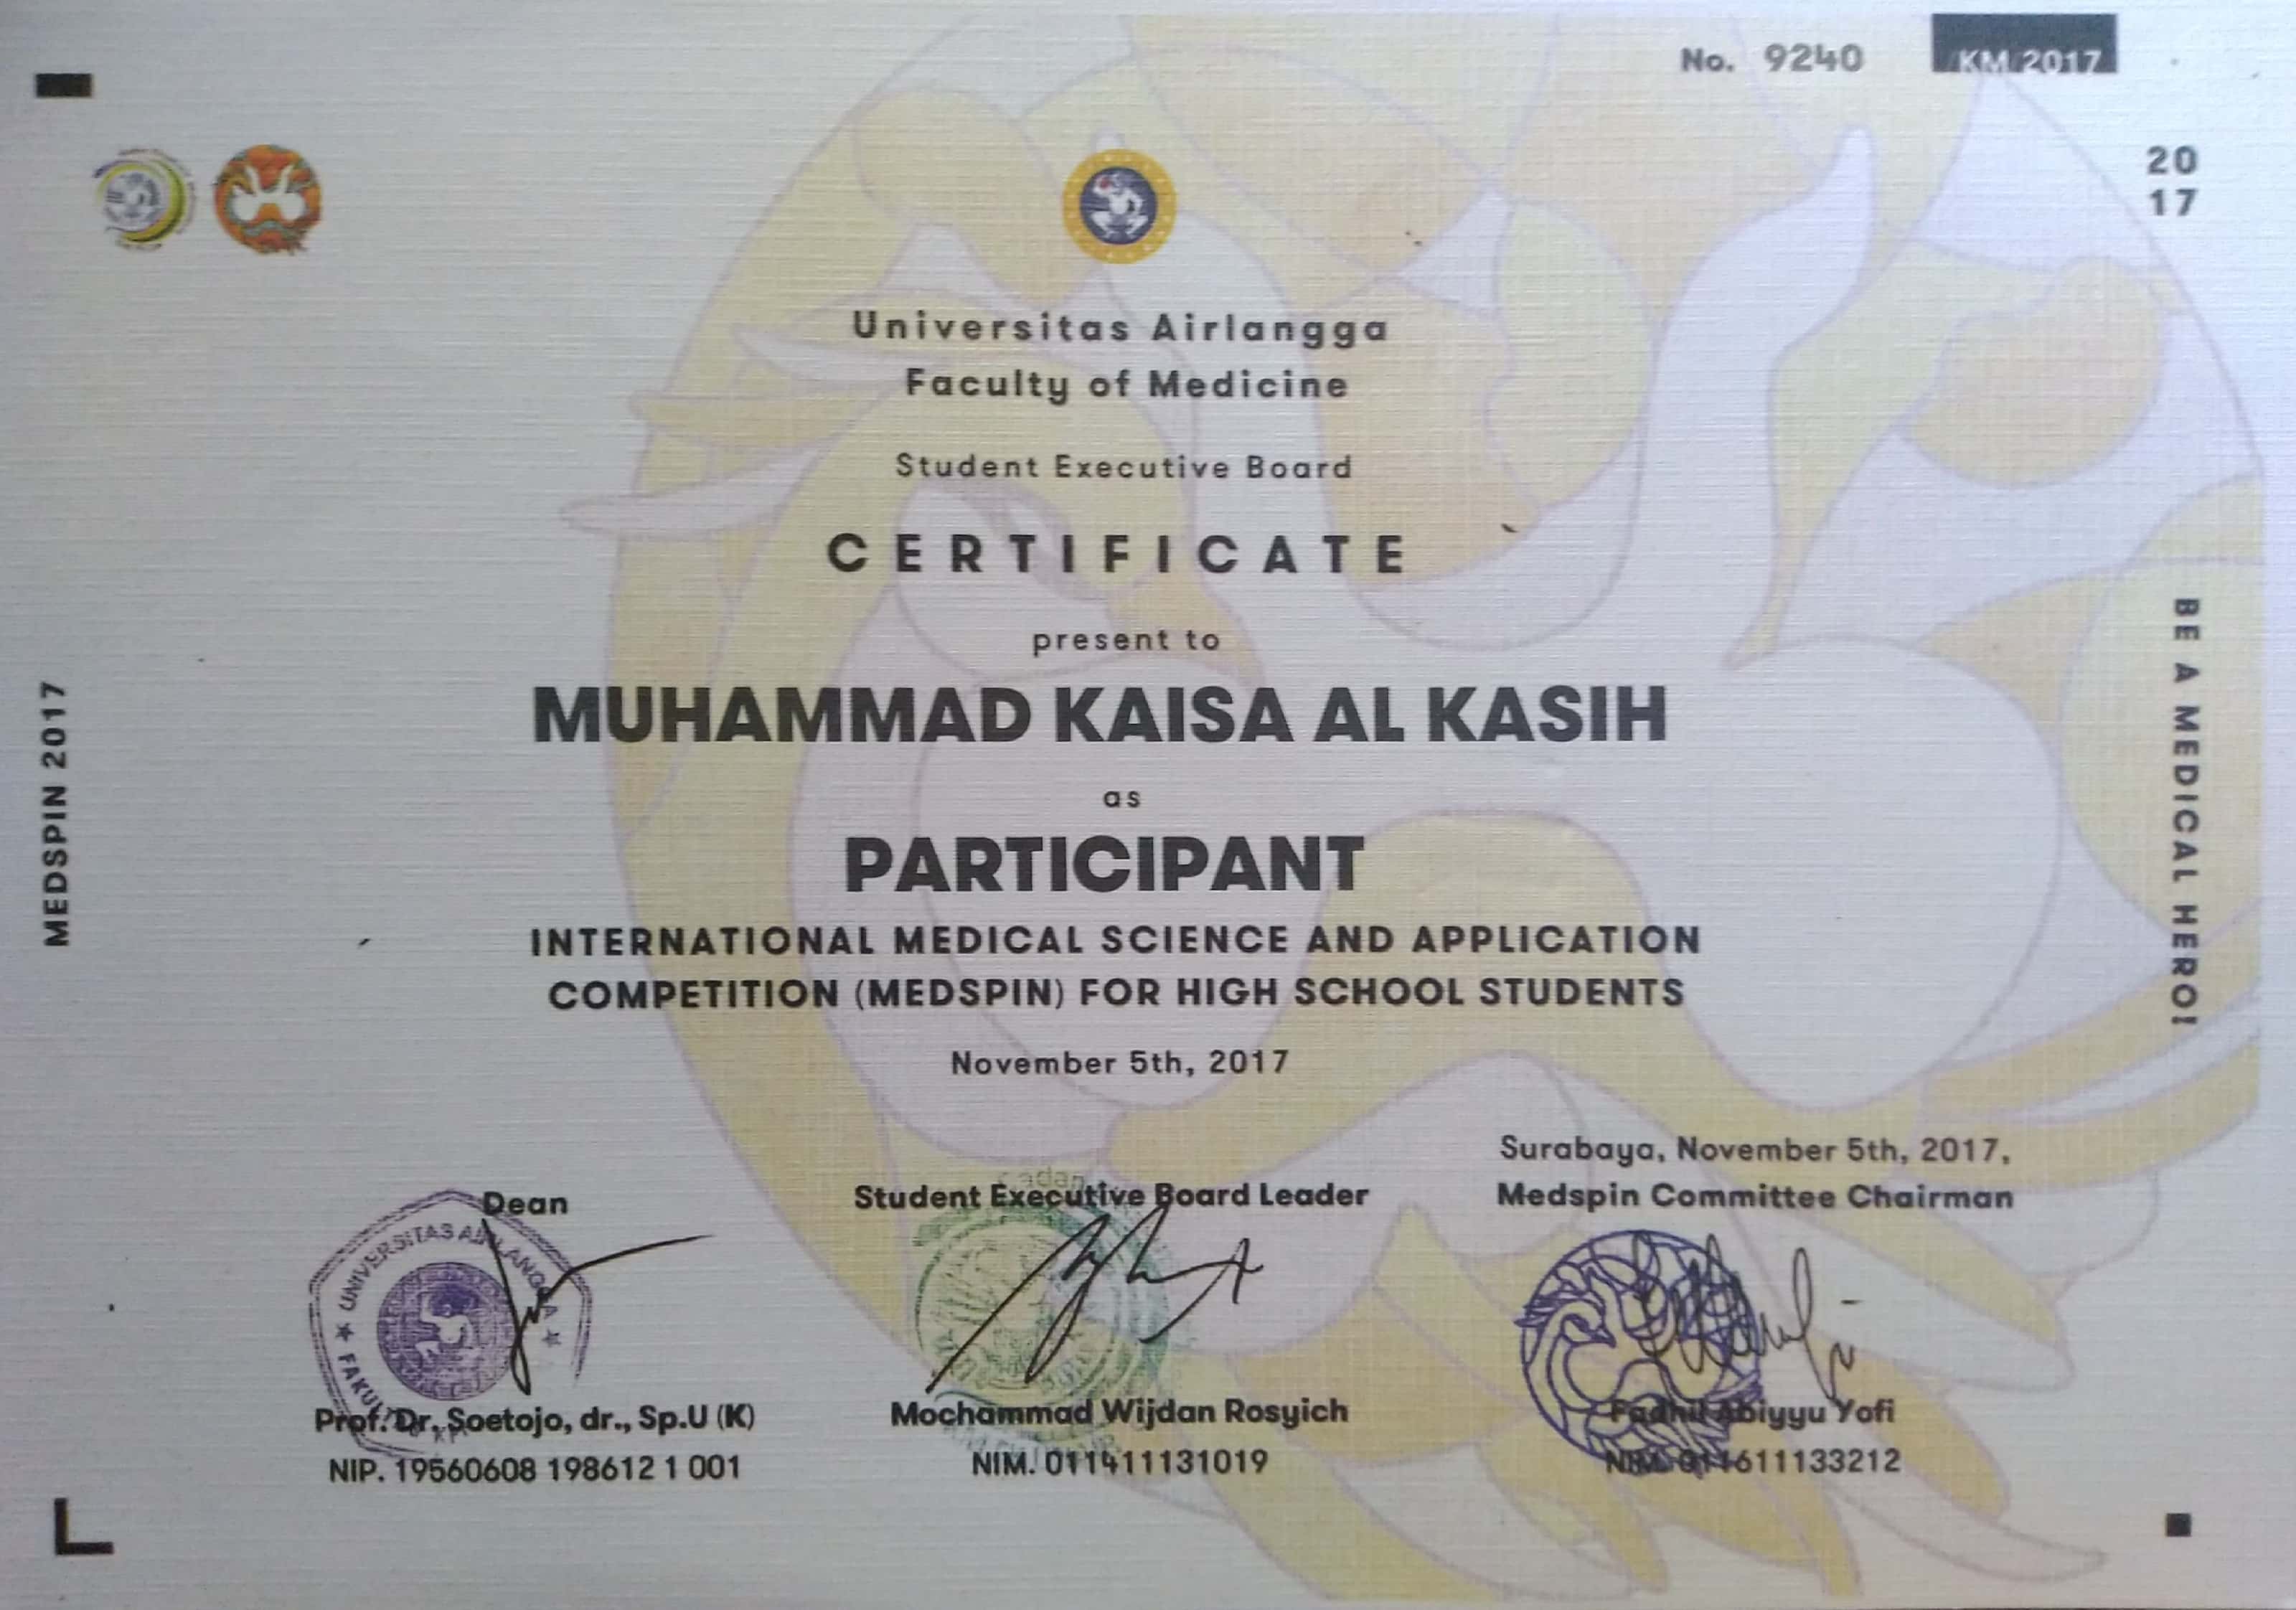 No. 9240
KM 2017
20
17
Universitas Airlangga
Faculty of Medicine
Student Executive Board
CERTIFICATE
present to
MUHAMMAD KAISA AL KASIH
as
PARTICIPANT
INTERNATIONAL MEDICAL SCIENCE AND APPLICATION
COMPETITION (MEDSPIN) FOR HIGH SCHOOL STUDENTS
November 5th, 2017
MEDSPIN 2017
BE A MEDICAL HERO!
Dean
UNIVERSITAS AIRLANGGA
Prof. Dr. Soetojo, dr., Sp.U (K)
NIP. 19560608 198612 1 001
Student Executive Board Leader
Mochammad Wijdan Rosyich
NIM. 011411131019
Surabaya, November 5th, 2017,
Medspin Committee Chairman
Fadhil Abiyyu Yofi
NIM. 011611133212